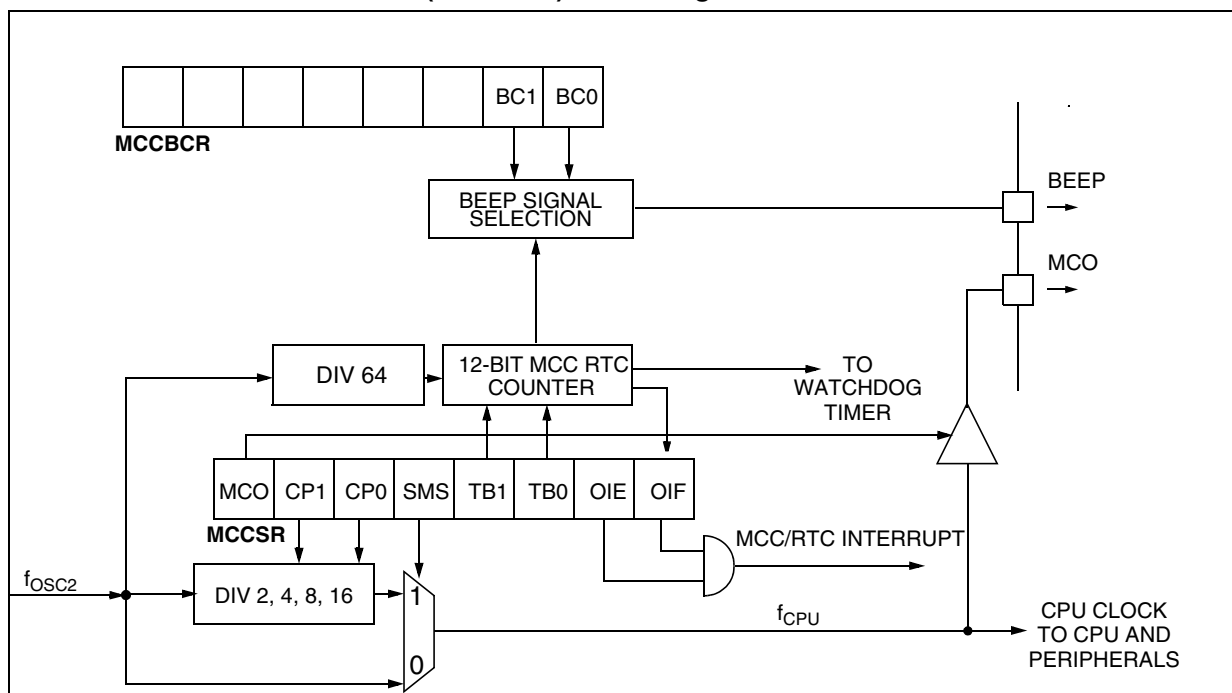 BC1 BC0
MCCBCR
BEEP SIGNAL
SELECTION
BEEP
MCO
DIV 64
12-BIT MCC RTC
COUNTER
TO
WATCHDOG
TIMER
MCO CP1 CP0 SMS TB1 TB0 OIE OIF
MCCSR
MCC/RTC INTERRUPT
fOSC2
DIV 2, 4, 8, 16
1
0
fCPU
CPU CLOCK
TO CPU AND
PERIPHERALS